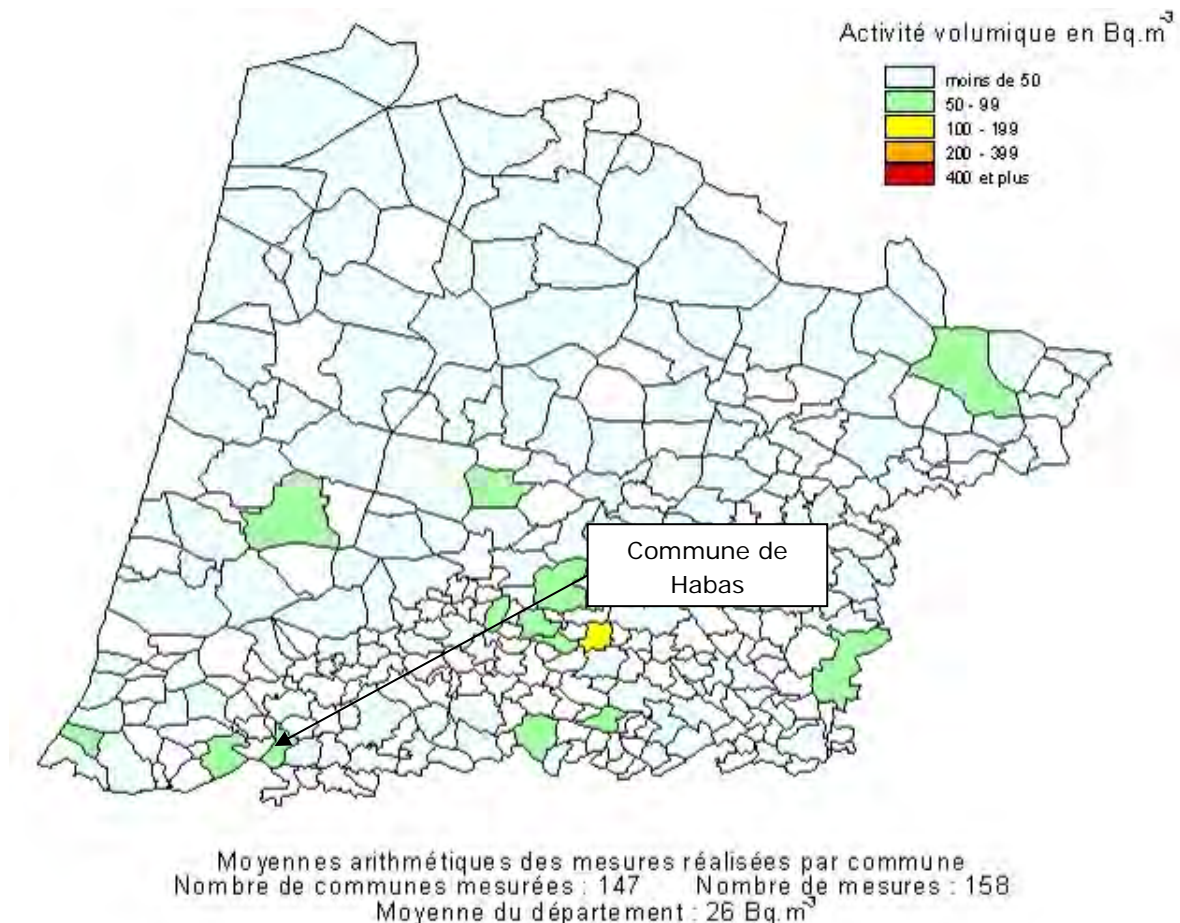 Activité volumique en Bq.m-3
moins de 50
50 - 99
100 - 199
200 - 399
400 et plus
Commune de
Habas
Moyennes arithmétiques des mesures réalisées par commune
Nombre de communes mesurées : 147 Nombre de mesures : 158
Moyenne du département : 26 Bq.m-3